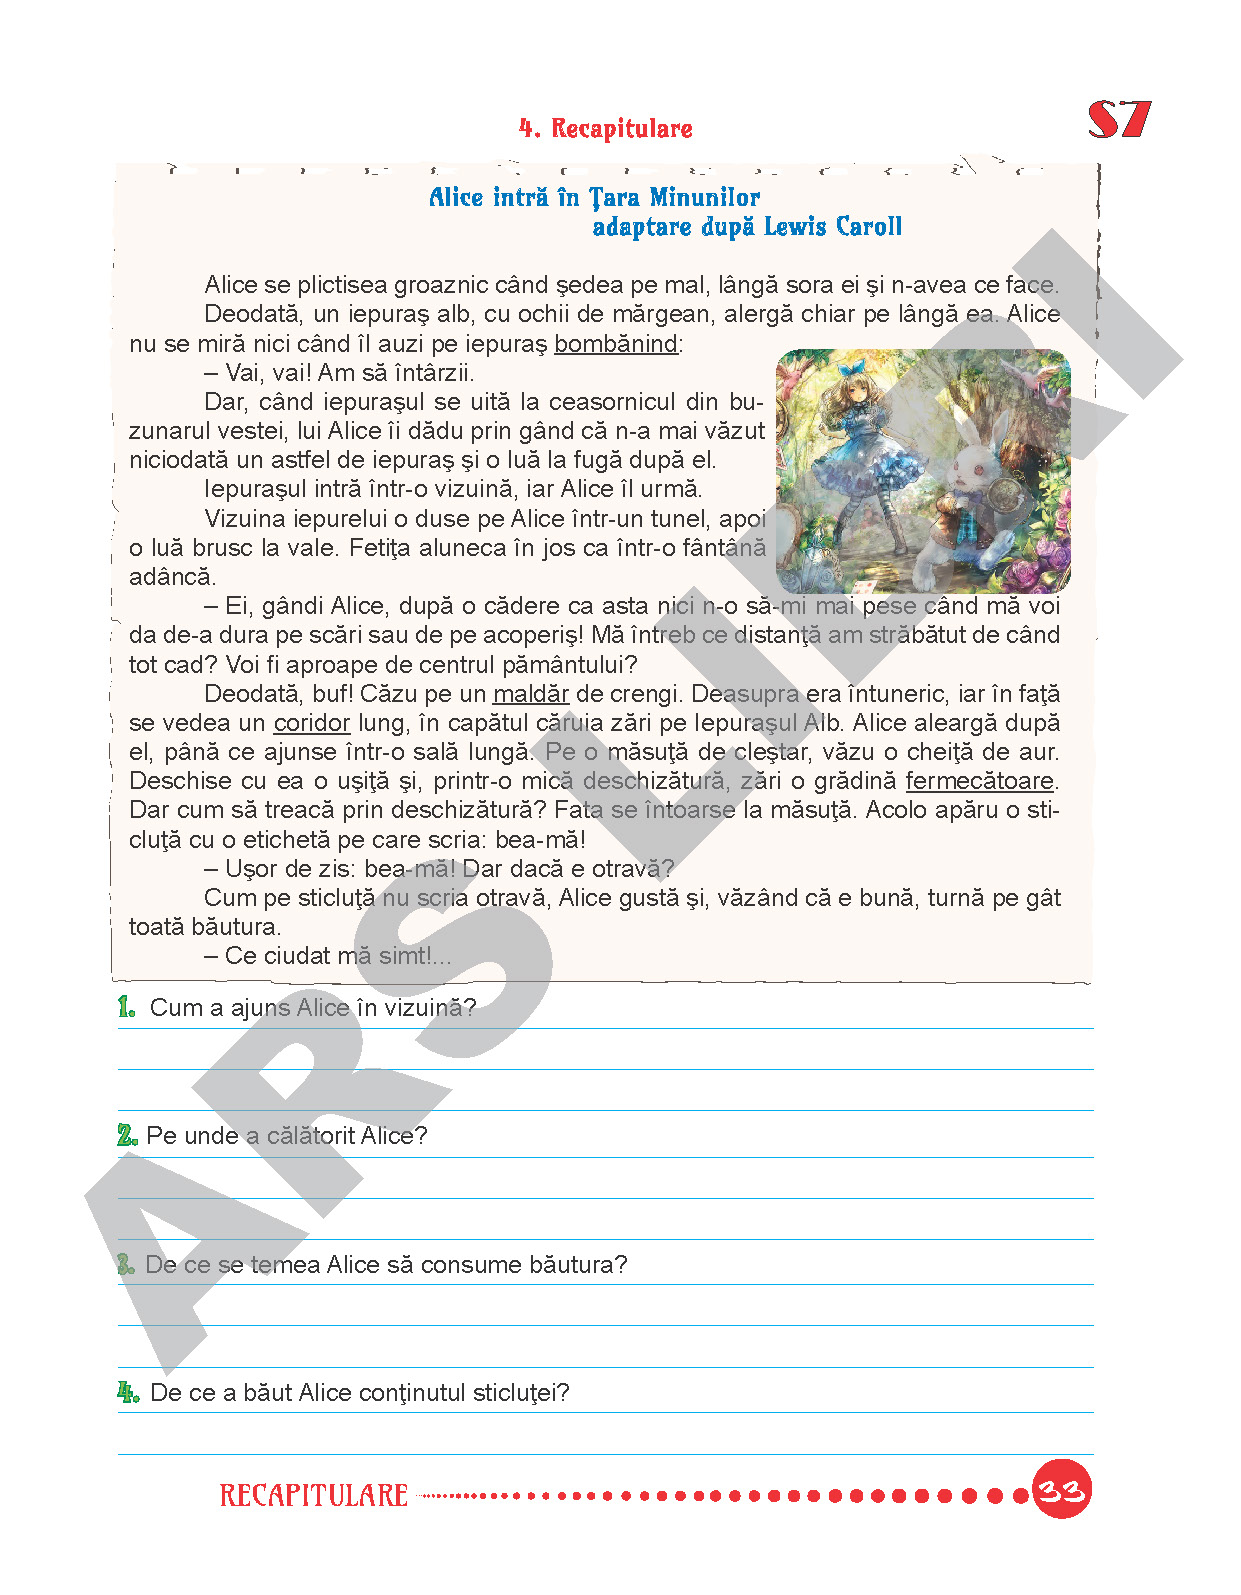 S7
4. Recapitulare
Alice intră în Ţara Minunilor
adaptare după Lewis Caroll
Alice se plictisea groaznic când şedea pe mal, lângă sora ei şi n-avea ce face.
Deodată, un iepuraş alb, cu ochii de mărgean, alergă chiar pe lângă ea. Alice
nu se miră nici când îl auzi pe iepuraş bombănind:
– Vai, vai! Am să întârzii.
Dar, când iepuraşul se uită la ceasornicul din bu-
zunarul vestei, lui Alice îi dădu prin gând că n-a mai văzut
niciodată un astfel de iepuraş şi o luă la fugă după el.
Iepuraşul intră într-o vizuină, iar Alice îl urmă.
Vizuina iepurelui o duse pe Alice într-un tunel, apoi
o luă brusc la vale. Fetiţa aluneca în jos ca într-o fântână
adâncă.
– Ei, gândi Alice, după o cădere ca asta nici n-o să-mi mai pese când mă voi
da de-a dura pe scări sau de pe acoperiş! Mă întreb ce distanţă am străbătut de când
tot cad? Voi fi aproape de centrul pământului?
Deodată, buf! Căzu pe un maldăr de crengi. Deasupra era întuneric, iar în faţă
se vedea un coridor lung, în capătul căruia zări pe Iepuraşul Alb. Alice aleargă după
el, până ce ajunse într-o sală lungă. Pe o măsuţă de cleştar, văzu o cheiţă de aur.
Deschise cu ea o uşiţă şi, printr-o mică deschizătură, zări o grădină fermecătoare.
Dar cum să treacă prin deschizătură? Fata se întoarse la măsuţă. Acolo apăru o sti-
cluţă cu o etichetă pe care scria: bea-mă!
– Uşor de zis: bea-mă! Dar dacă e otravă?
Cum pe sticluţă nu scria otravă, Alice gustă şi, văzând că e bună, turnă pe gât
toată băutura.
– Ce ciudat mă simt!...
1. Cum a ajuns Alice în vizuină?
2. Pe unde a călătorit Alice?
3. De ce se temea Alice să consume băutura?
4. De ce a băut Alice conţinutul sticluţei?
RECAPITULARE
33
ARS LIBRI